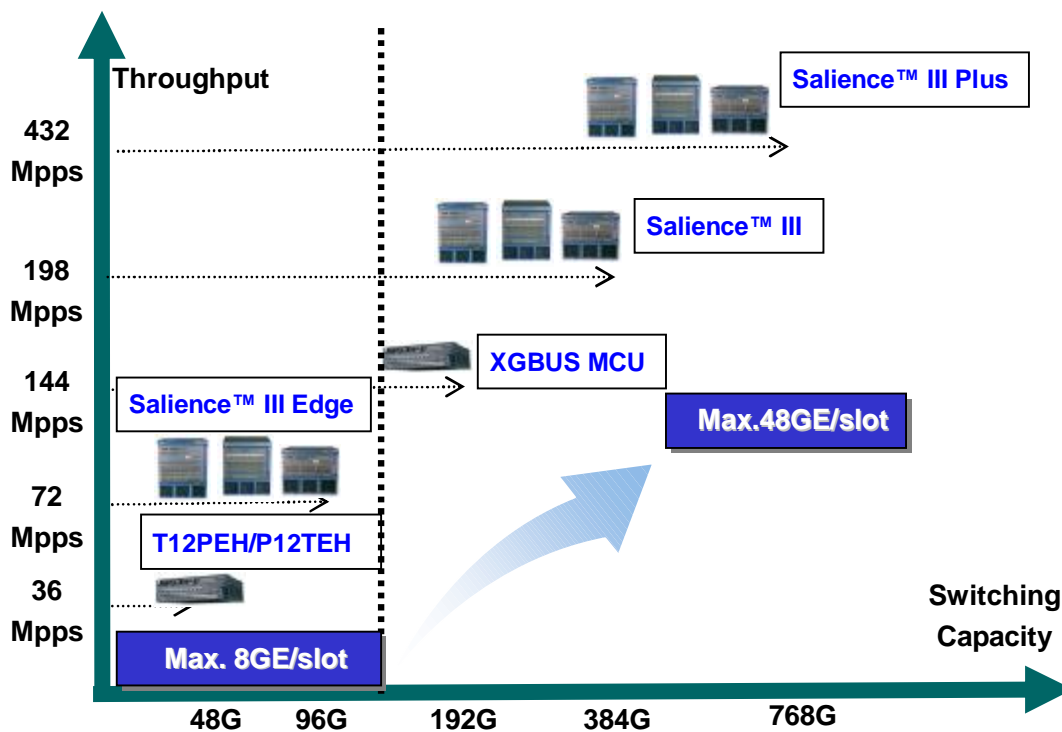 Throughput
Salience™ III Plus
432
Mpps
Salience™ III
198
Mpps
XGBUS MCU
144
Mpps
Salience™ III Edge
Max.48GE/slot
72
Mpps
T12PEH/P12TEH
36
Mpps
Switching
Capacity
Max. 8GE/slot
48G
96G
192G
384G
768G